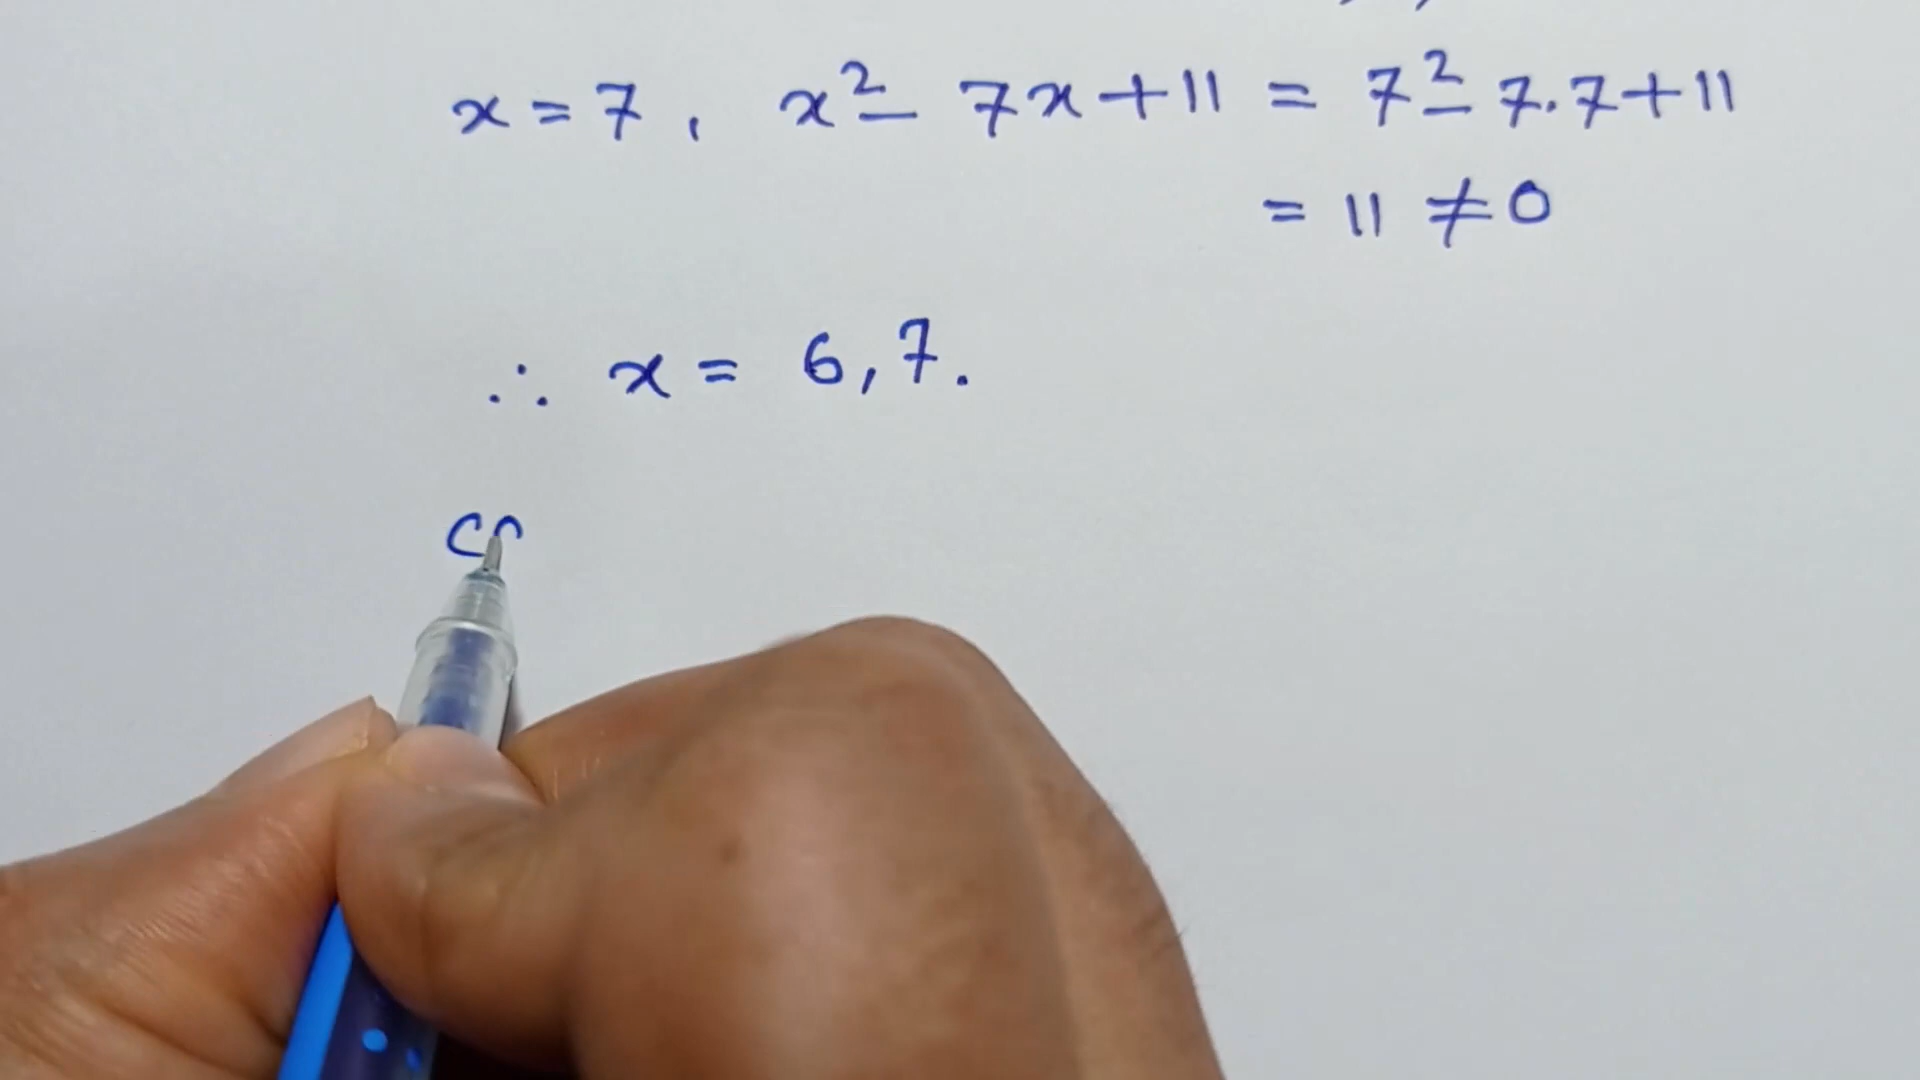 x = 7, x² - 7x + 11 = 7² - 7.7 + 11
= 11 ≠ 0
∴ x = 6, 7.